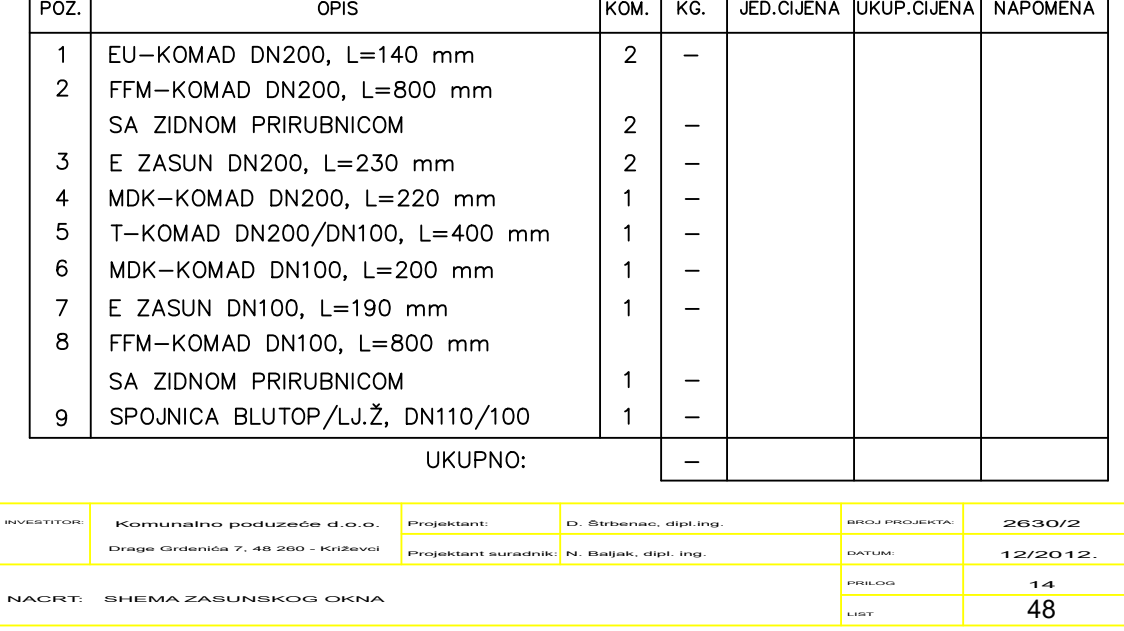 POZ. OPIS KOM. KG. JED.CIJENA UKUP.CIJENA NAPOMENA
1 EU-KOMAD DN200, L=140 mm 2 -
2 FFM-KOMAD DN200, L=800 mm
SA ZIDNOM PRIRUBNICOM 2 -
3 E ZASUN DN200, L=230 mm 2 -
4 MDK-KOMAD DN200, L=220 mm 1 -
5 T-KOMAD DN200/DN100, L=400 mm 1 -
6 MDK-KOMAD DN100, L=200 mm 1 -
7 E ZASUN DN100, L=190 mm 1 -
8 FFM-KOMAD DN100, L=800 mm
SA ZIDNOM PRIRUBNICOM 1 -
9 SPOJNICA BLUTOP/LJ.Ž, DN110/100 1 -
UKUPNO: -
INVESTITOR: Komunalno poduzeće d.o.o. Projektant: D. Štrbenac, dipl.ing. BROJ PROJEKTA: 2630/2
Drage Grdenića 7, 48 260 - Križevci Projektant suradnik: N. Baljak, dipl. ing. DATUM: 12/2012.
PRILOG 14
NACRT: SHEMA ZASUNSKOG OKNA
LIST 48